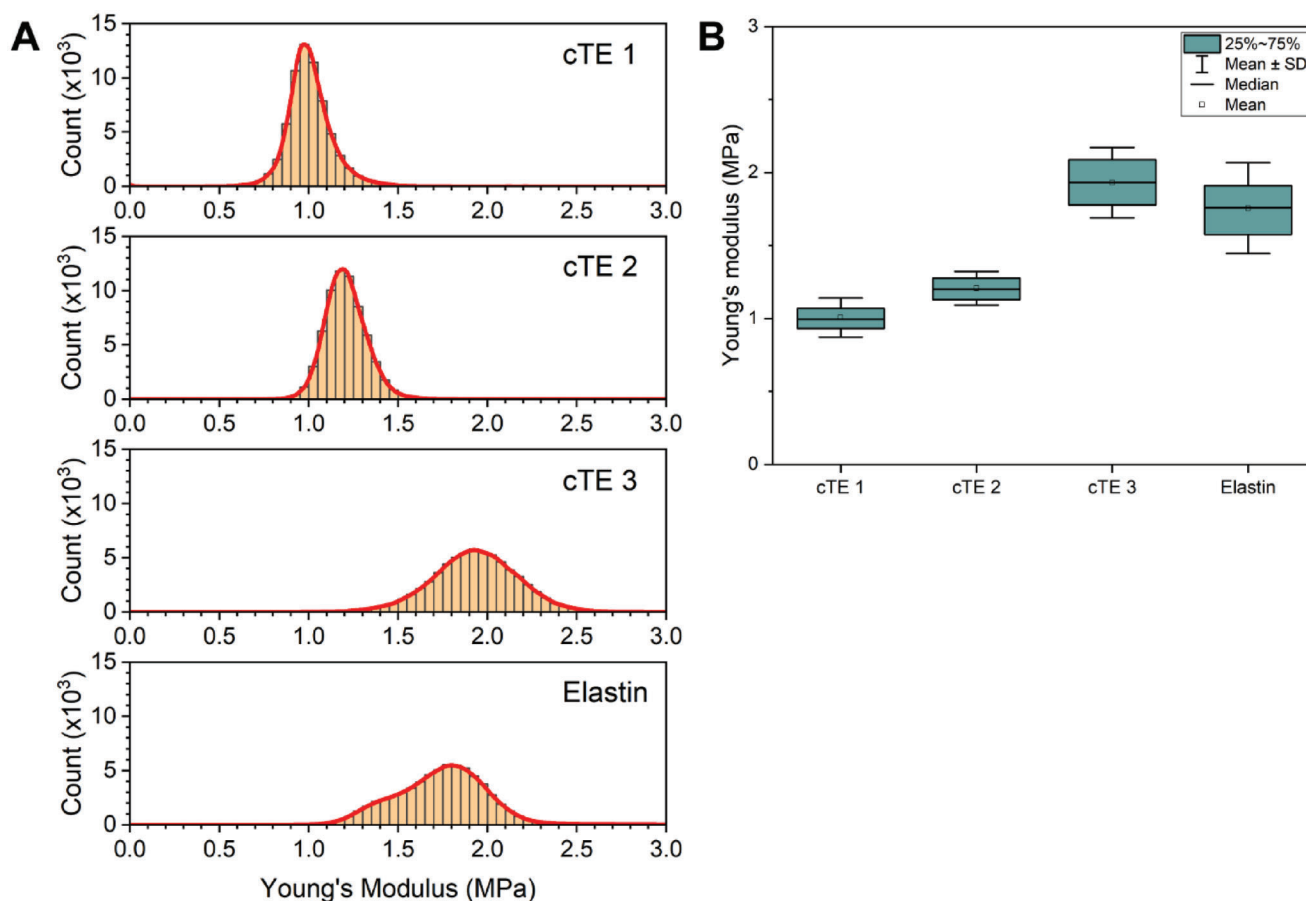 A
15
10
5
0
Count (x10³)
cTE 1
0.0 0.5 1.0 1.5 2.0 2.5 3.0
15
10
5
0
Count (x10³)
cTE 2
0.0 0.5 1.0 1.5 2.0 2.5 3.0
15
10
5
0
Count (x10³)
cTE 3
0.0 0.5 1.0 1.5 2.0 2.5 3.0
15
10
5
0
Count (x10³)
Elastin
0.0 0.5 1.0 1.5 2.0 2.5 3.0
Young's Modulus (MPa)
B
3
2
1
0
Young's modulus (MPa)
25%~75%
Mean ± SD
Median
Mean
cTE 1 cTE 2 cTE 3 Elastin